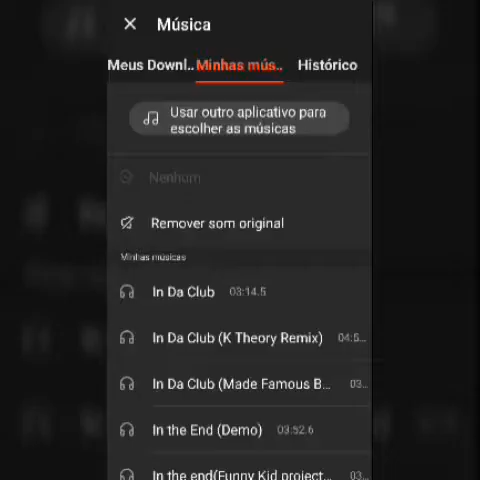 Música
Meus Downl.. Minhas mús.. Histórico
Usar outro aplicativo para
escolher as músicas
Nenhum
Remover som original
Minhas músicas
In Da Club 03:14.5
In Da Club (K Theory Remix) 04:5...
In Da Club (Made Famous B... 03...
In the End (Demo) 03:52.6
In the end(Funny Kid project... 03...